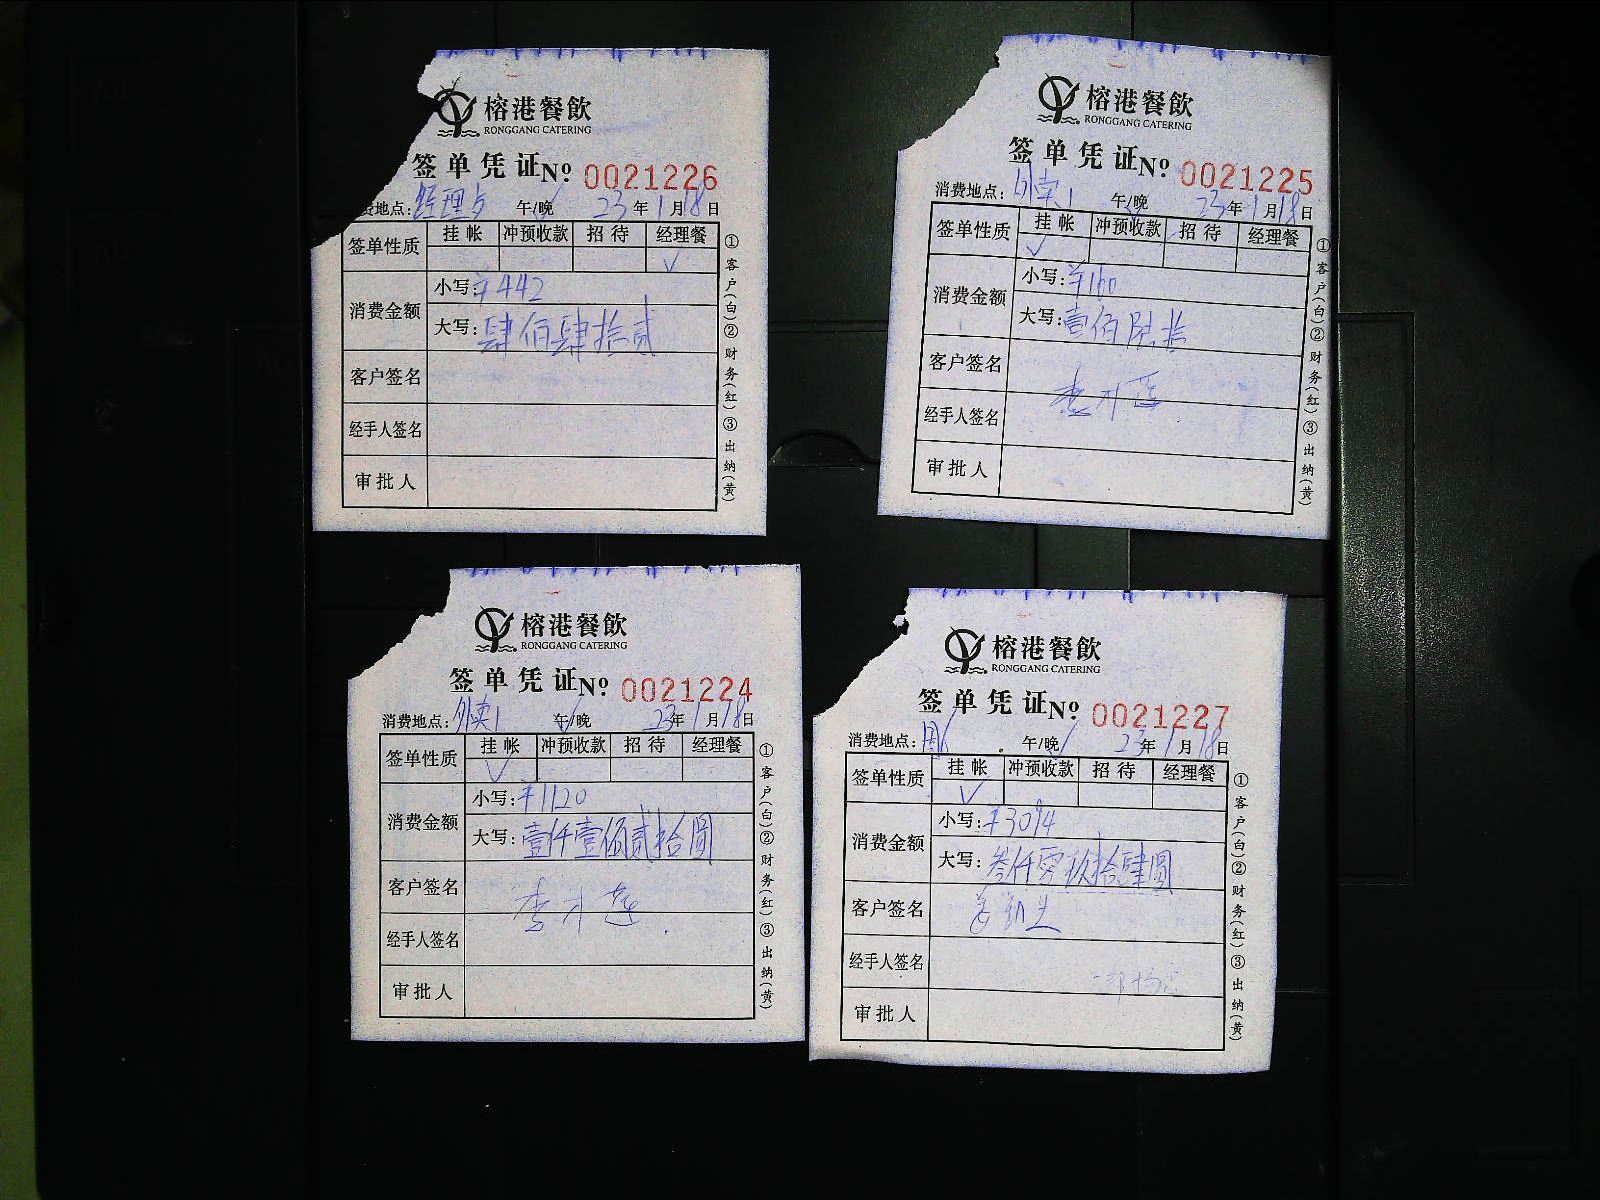 榕港餐飲
RONGGANG CATERING
签单凭证 Nº 0021226
费地点: 经理 午/晚 23年1月18日
签单性质 挂帐 冲预收款 招待 经理餐
√
消费金额 小写: ¥442
大写: 肆佰肆拾贰
客户签名
经手人签名
审批人
①客户(白)②财务(红)③出纳(黄)
榕港餐飲
RONGGANG CATERING
签单凭证 Nº 0021225
消费地点: 外卖1 午/晚 23年1月18日
签单性质 挂帐 冲预收款 招待 经理餐
√
消费金额 小写: ¥160
大写: 壹佰陆拾
客户签名
经手人签名
审批人
①客户(白)②财务(红)③出纳(黄)
榕港餐飲
RONGGANG CATERING
签单凭证 Nº 0021224
消费地点: 外卖1 午/晚 23年1月18日
签单性质 挂帐 冲预收款 招待 经理餐
√
消费金额 小写: ¥1120
大写: 壹仟壹佰贰拾圆
客户签名
经手人签名
审批人
①客户(白)②财务(红)③出纳(黄)
榕港餐飲
RONGGANG CATERING
签单凭证 Nº 0021227
消费地点: 午/晚 23年1月18日
签单性质 挂帐 冲预收款 招待 经理餐
√
消费金额 小写: ¥3094
大写: 叁仟零玖拾肆圆
客户签名
经手人签名
审批人
①客户(白)②财务(红)③出纳(黄)